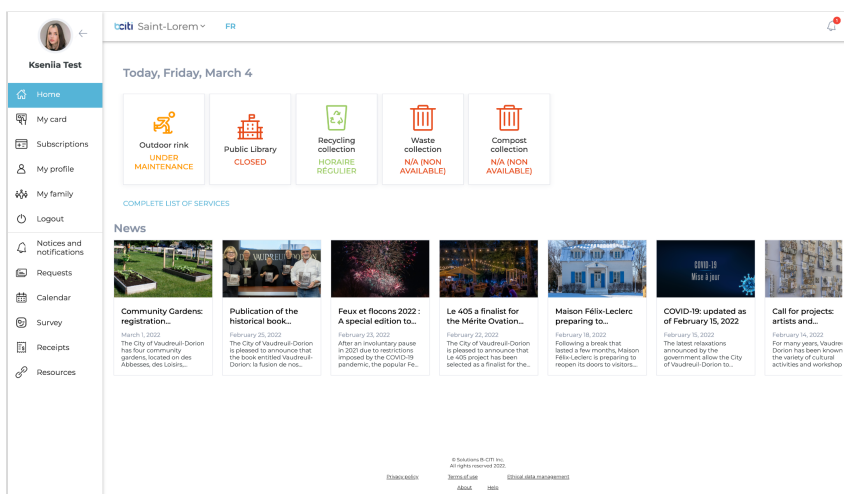 Kseniia Test
Home
My card
Subscriptions
My profile
My family
Logout
Notices and
notifications
Requests
Calendar
Survey
Receipts
Resources
bciti Saint-Lorem FR
Today, Friday, March 4
Outdoor rink
UNDER
MAINTENANCE
Public Library
CLOSED
Recycling
collection
HORAIRE
RÉGULIER
Waste
collection
N/A (NON
AVAILABLE)
Compost
collection
N/A (NON
AVAILABLE)
COMPLETE LIST OF SERVICES
News
Community Gardens:
registration...
March 1, 2022
The City of Vaudreuil-Dorion
has four community
gardens, located on des
Abbesses, des Loisirs,...
VAUDREUIL-DORION
Publication of the
historical book...
February 25, 2022
The City of Vaudreuil-Dorion
is pleased to announce that
the book entitled Vaudreuil-
Dorion: la fusion de nos...
Feux et flocons 2022 :
A special edition to...
February 23, 2022
After an involuntary pause
in 2021 due to restrictions
imposed by the COVID-19
pandemic, the popular Fe...
Le 405 a finalist for
the Mérite Ovation...
February 22, 2022
The City of Vaudreuil-Dorion
is pleased to announce that
Le 405 project has been
selected as a finalist for the...
Maison Félix-Leclerc
preparing to...
February 18, 2022
Following a break that
lasted a few months, Maison
Félix-Leclerc is preparing to
reopen its doors to visitors....
COVID-19
Mise à jour
COVID-19: updated as
of February 15, 2022
February 15, 2022
The latest relaxations
announced by the
government allow the City
of Vaudreuil-Dorion to...
Call for projects:
artists and...
February 14, 2022
For many years, Vaudreuil-
Dorion has been known
the variety of cultural
activities and workshop
© Solutions B-CITI Inc.
All rights reserved 2022.
Privacy policy Terms of use Ethical data management
About Help